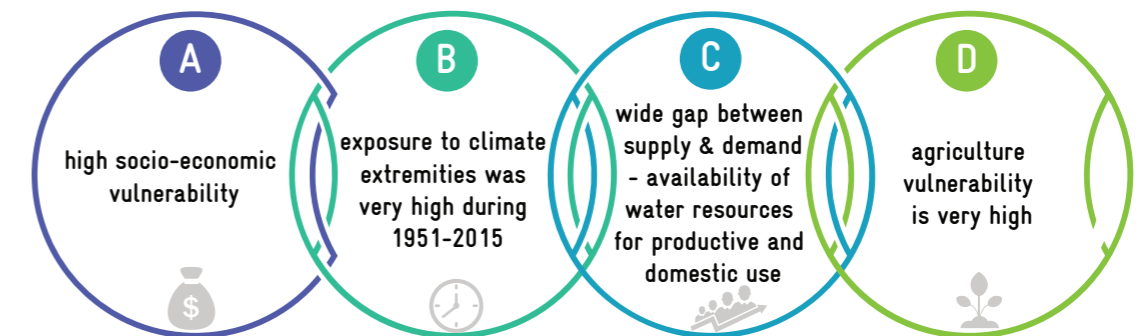 A
high socio-economic
vulnerability
$
B
exposure to climate
extremities was
very high during
1951-2015
C
wide gap between
supply & demand
- availability of
water resources
for productive and
domestic use
D
agriculture
vulnerability
is very high